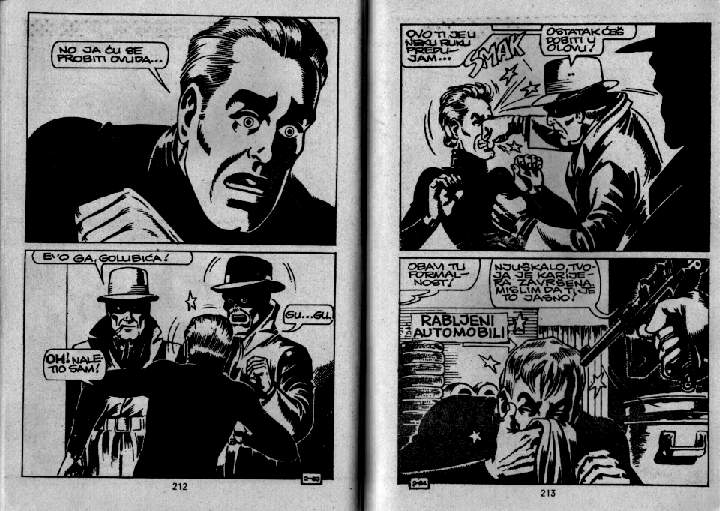 NO JA ĆU SE
PROBITI OVUDA...
EVO GA, GOLUBIĆA!
GU...GU.
OH! NALE
TIO SAM!
212
OVO TI JE U
NEKU RUKU
PREDU-
JAM...
SMAK
OSTATAK ĆEŠ
DOBITI U
OLOVU!
OBAVI TU
FORMAL-
NOST!
NJUŠKALO, TVO-
JA JE KARIJE-
RA ZAVRŠENA.
MISLIM DA TI JE
TO JASNO!
RABLJENI
AUTOMOBILI
213